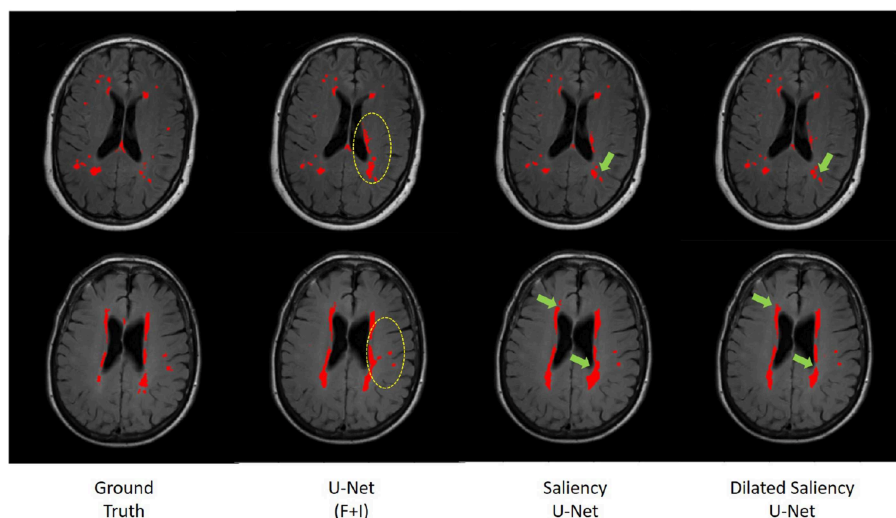 Ground
Truth
U-Net
(F+I)
Saliency
U-Net
Dilated Saliency
U-Net